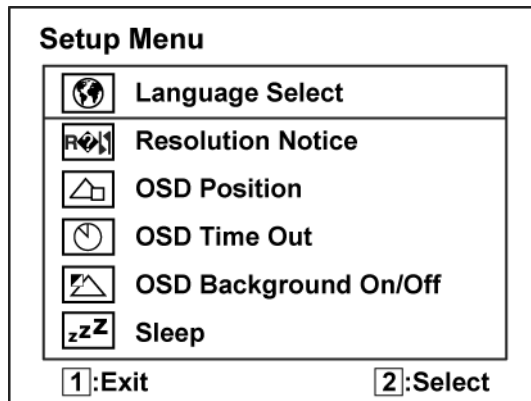 Setup Menu
Language Select
Resolution Notice
OSD Position
OSD Time Out
OSD Background On/Off
zzZ Sleep
1:Exit 2:Select